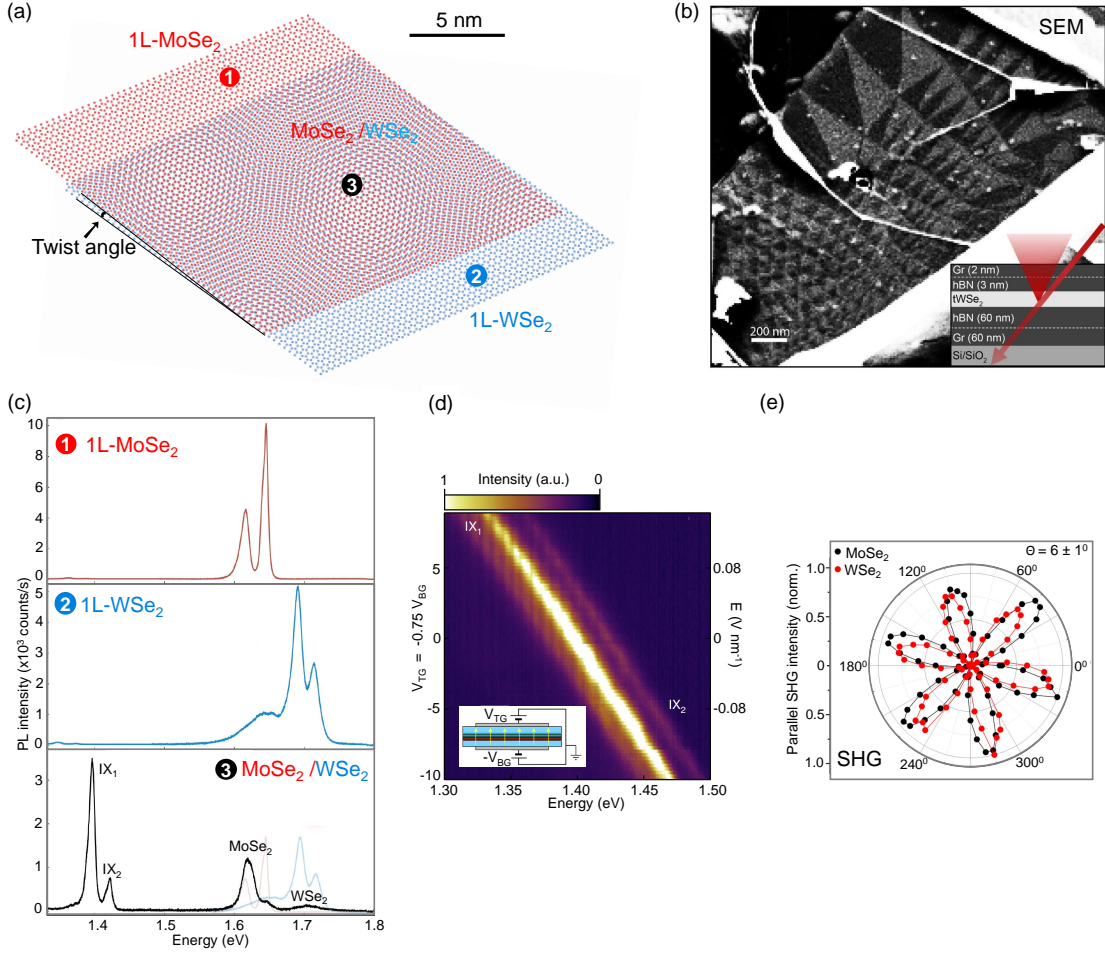 (a)
1L-MoSe₂
1
5 nm
MoSe₂ /WSe₂
3
Twist angle
2
1L-WSe₂
(b)
SEM
200 nm
Gr (2 nm)
hBN (3 nm)
tWSe₂
hBN (60 nm)
Gr (60 nm)
Si/SiO₂
(c)
PL intensity (x10³ counts/s)
10
8
6
4
2
0
1 1L-MoSe₂
5
4
3
2
1
0
2 1L-WSe₂
3
2
1
0
3 MoSe₂ /WSe₂
IX₁
IX₂
MoSe₂
WSe₂
1.4 1.5 1.6 1.7 1.8
Energy (eV)
(d)
Intensity (a.u.)
1 0
IX₁
IX₂
V_TG = -0.75 V_BG
5
0
-5
-10
0.08
0
-0.08
E (V nm⁻¹)
V_TG
-V_BG
1.30 1.35 1.40 1.45 1.50
Energy (eV)
(e)
MoSe₂
WSe₂
Θ = 6 ± 1⁰
Parallel SHG intensity (norm.)
1.0
0.5
0
0.5
1.0
120⁰
60⁰
180⁰
0⁰
240⁰
300⁰
SHG